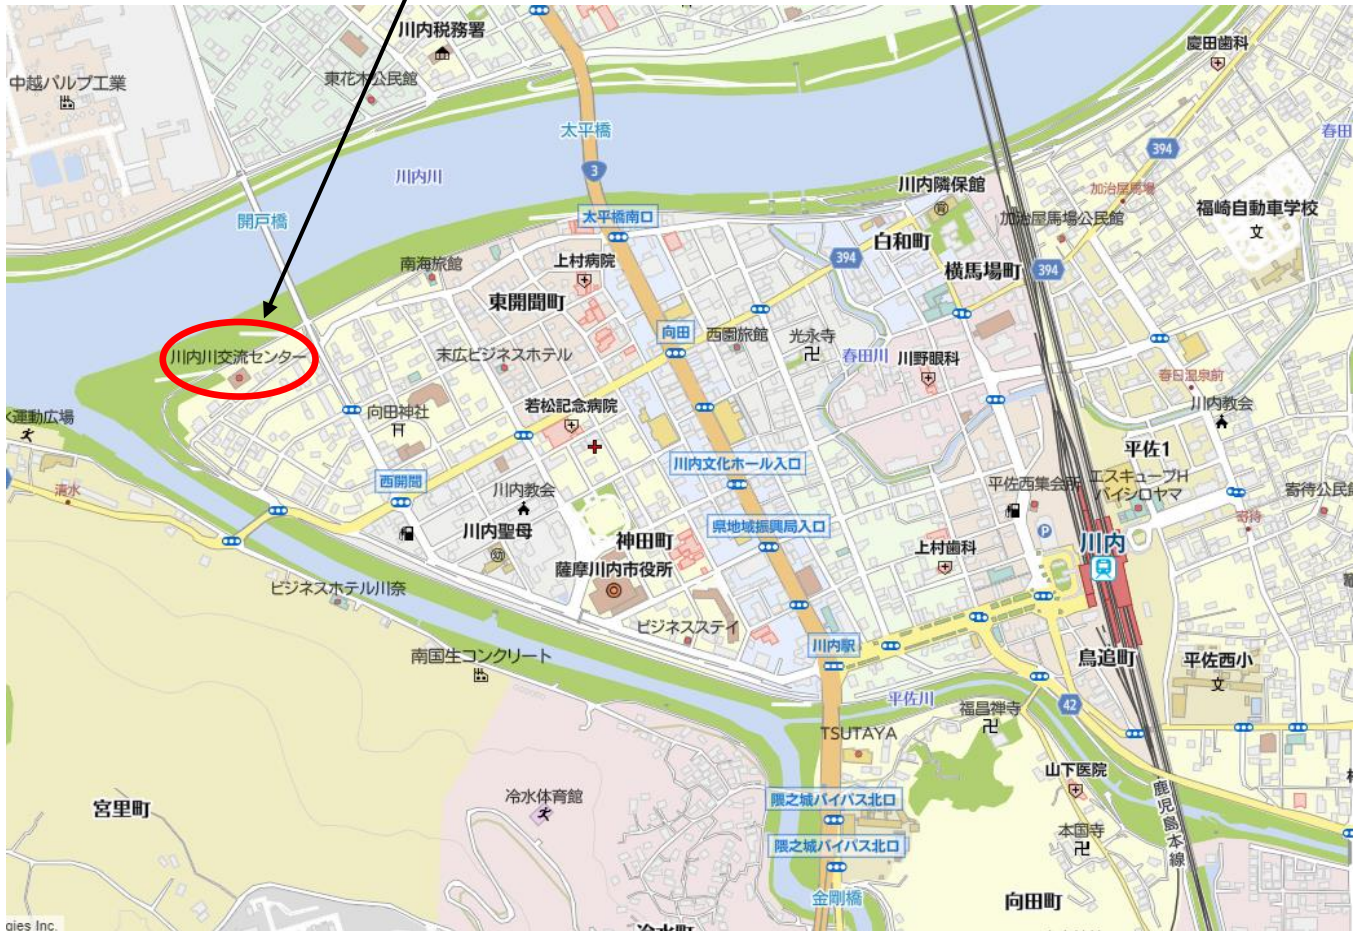 川内税務署
慶田歯科
中越パルプ工業
東花木公民館
太平橋
春田
394
3
川内川
川内隣保館
加治屋馬場
福崎自動車学校
文
開戸橋
太平橋南口
加治屋馬場公民館
白和町
上村病院
南海旅館
394
横馬場町
394
東開聞町
向田
西園旅館
光永寺
川内川交流センター
末広ビジネスホテル
春田川
川野眼科
春日温泉前
若松記念病院
向田神社
川内教会
運動広場
平佐1
川内文化ホール入口
西開聞
エスキューブH
パイシロヤマ
平佐西集会所
清水
川内教会
寄待公民館
寄待
県地域振興局入口
川内聖母
幼
神田町
P
川内
上村歯科
薩摩川内市役所
ビジネスホテル川奈
ビジネスステイ
川内駅
南国生コンクリート
鳥追町
平佐西小
文
平佐川
42
福昌禅寺
TSUTAYA
山下医院
冷水体育館
隈之城バイパス北口
宮里町
鹿児島本線
本国寺
隈之城バイパス北口
金剛橋
向田町
冷水町
gies Inc.